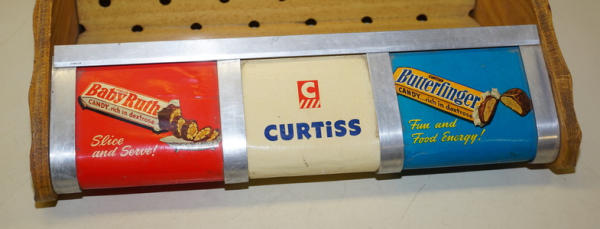 Baby Ruth
CANDY..rich in dextrose
Slice
and Serve!
C
CURTiSS
Butterfinger
CANDY...rich in dextrose
Fun and
Food Energy!